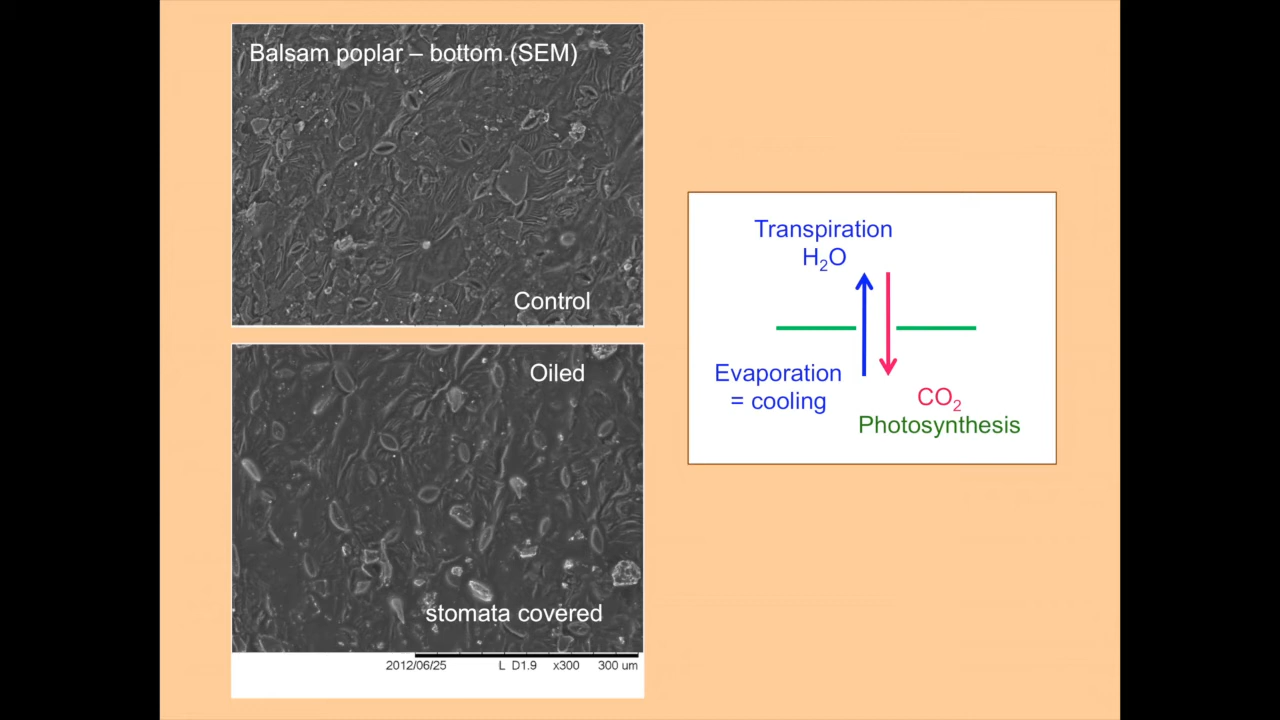 Balsam poplar – bottom (SEM)
Control
Oiled
stomata covered
2012/06/25 L D1.9 x300 300 um
Transpiration
H₂O
Evaporation
= cooling
CO₂
Photosynthesis